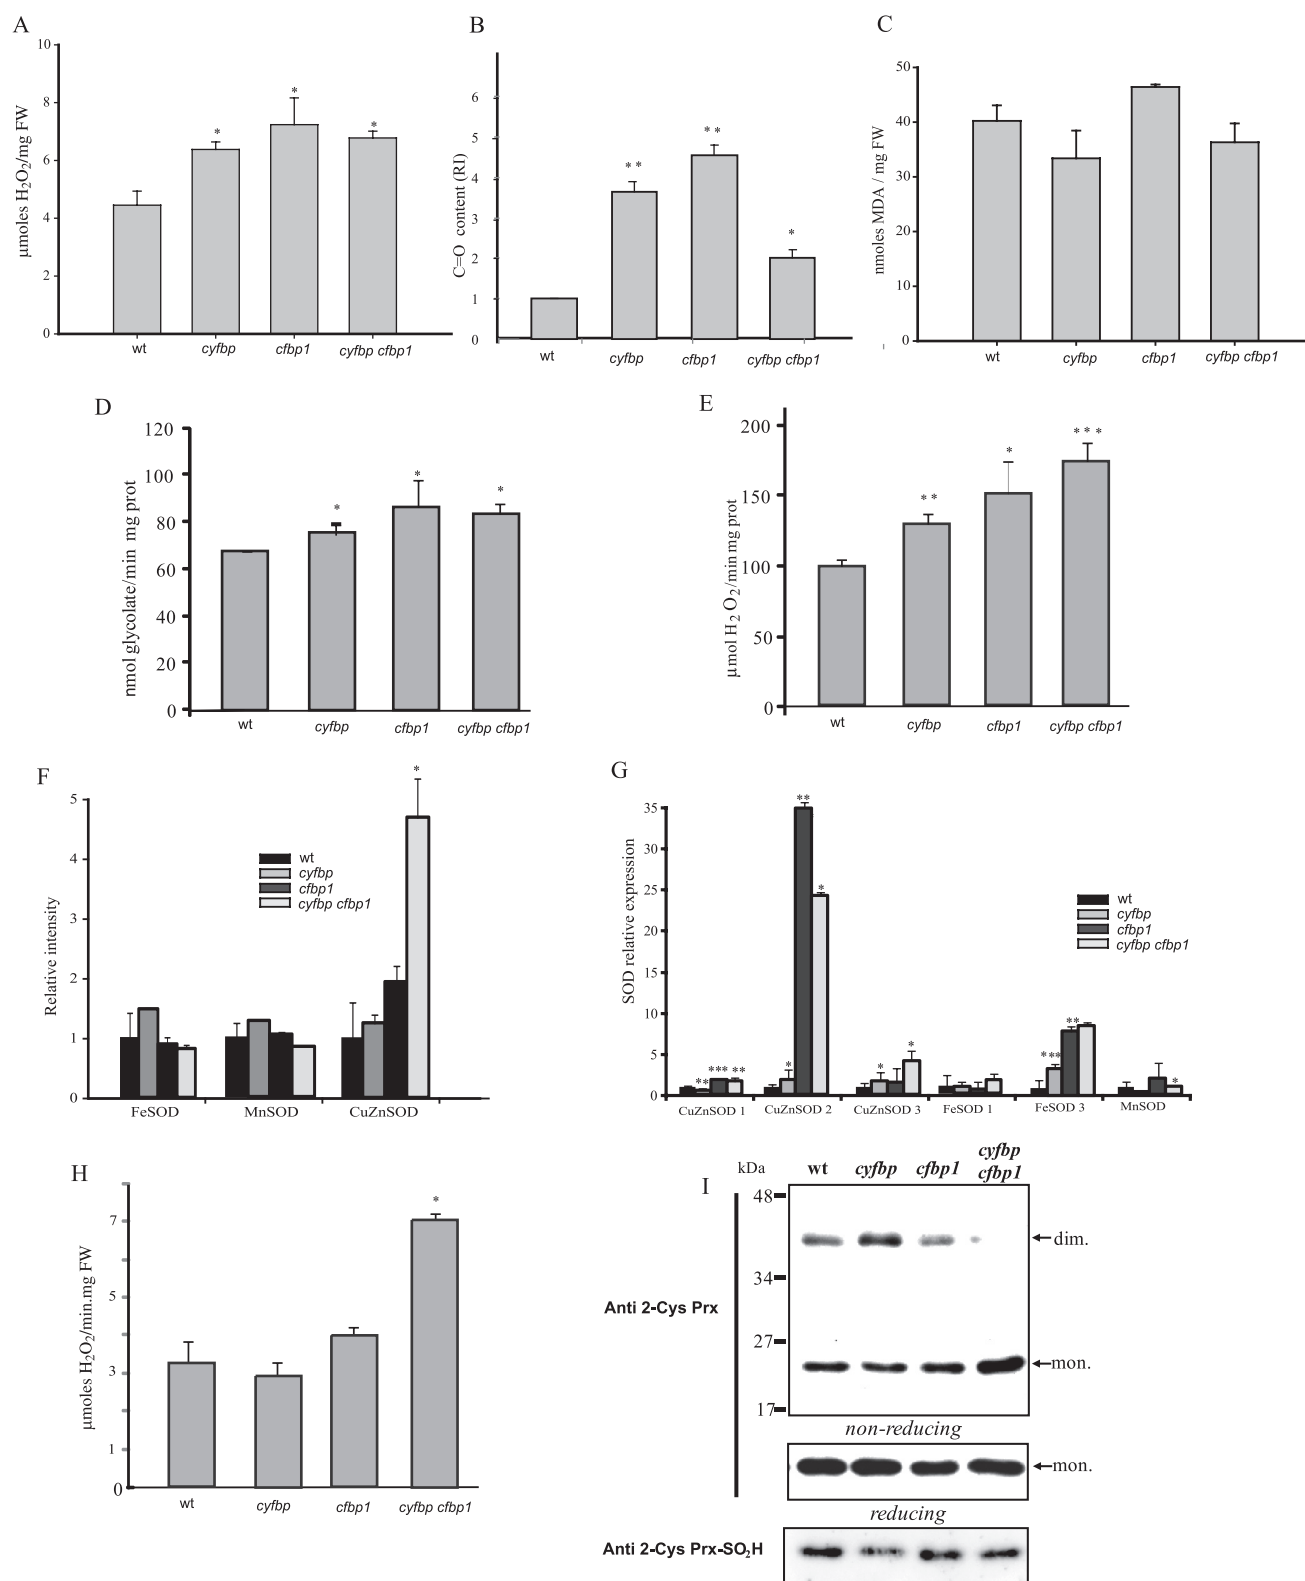 A
μmoles H₂O₂/mg FW
10
8
6
4
2
0
*
*
*
wt
cyfbp
cfbp1
cyfbp cfbp1
B
C=O content (RI)
6
5
4
3
2
1
0
**
**
*
wt
cyfbp
cfbp1
cyfbp cfbp1
C
nmoles MDA / mg FW
50
40
30
20
10
0
wt
cyfbp
cfbp1
cyfbp cfbp1
D
nmol glycolate/min mg prot
120
100
80
60
40
20
0
*
*
*
wt
cyfbp
cfbp1
cyfbp cfbp1
E
μmol H₂O₂/min mg prot
200
150
100
50
0
**
*
***
wt
cyfbp
cfbp1
cyfbp cfbp1
F
Relative intensity
5
4
3
2
1
0
*
wt
cyfbp
cfbp1
cyfbp cfbp1
FeSOD
MnSOD
CuZnSOD
G
SOD relative expression
35
30
25
20
15
10
5
0
**
***
**
*
**
*
*
*
***
**
*
wt
cyfbp
cfbp1
cyfbp cfbp1
CuZnSOD 1
CuZnSOD 2
CuZnSOD 3
FeSOD 1
FeSOD 3
MnSOD
H
μmoles H₂O₂/min.mg FW
7
5
3
1
0
*
wt
cyfbp
cfbp1
cyfbp cfbp1
I
kDa
wt
cyfbp
cfbp1
cyfbp
cfbp1
48
34
27
17
dim.
mon.
Anti 2-Cys Prx
non-reducing
mon.
reducing
Anti 2-Cys Prx-SO₂H